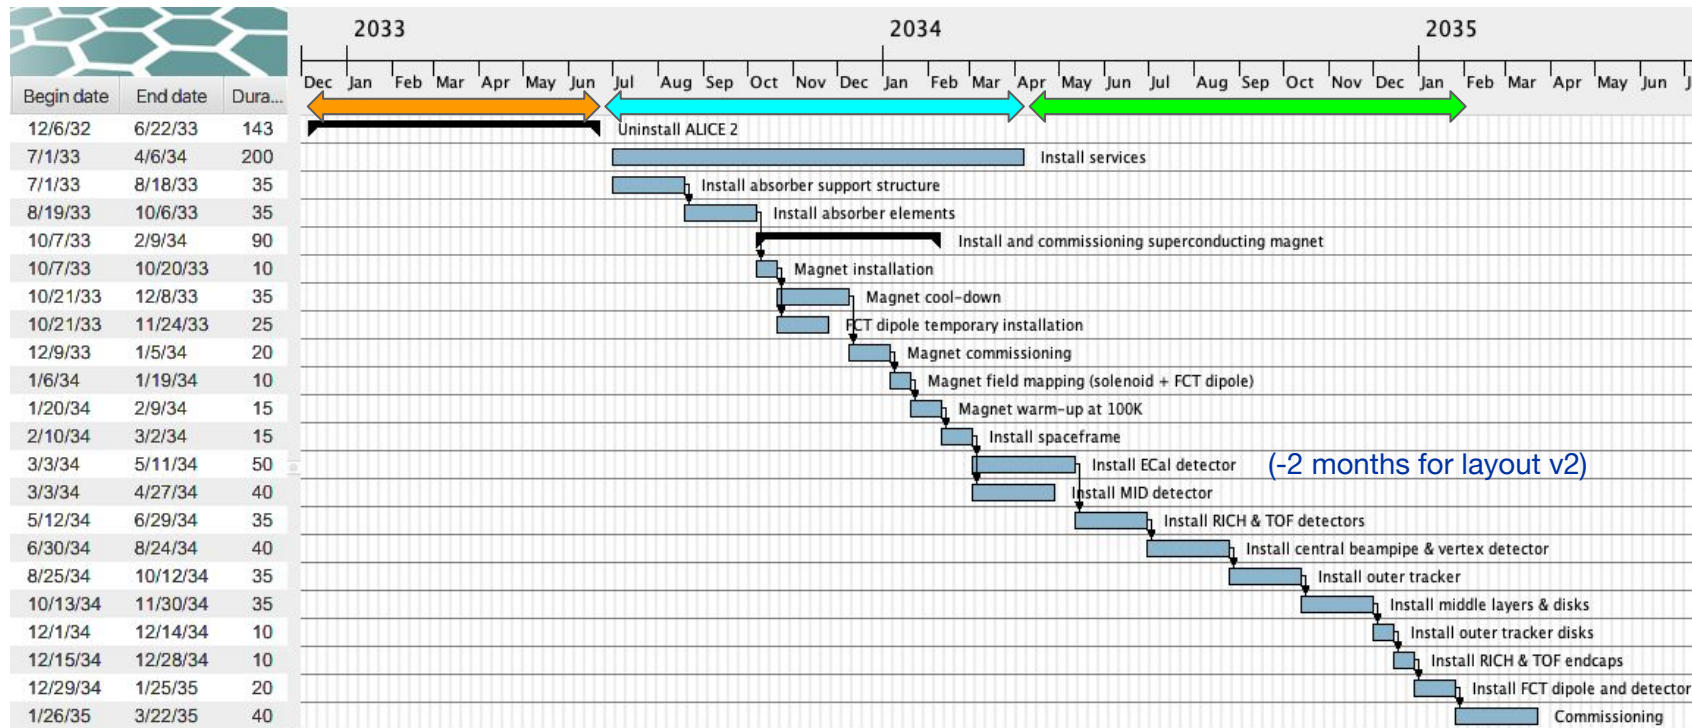 2033 2034 2035
Dec Jan Feb Mar Apr May Jun Jul Aug Sep Oct Nov Dec Jan Feb Mar Apr May Jun Jul Aug Sep Oct Nov Dec Jan Feb Mar Apr May Jun
Begin date End date Dura...
12/6/32 6/22/33 143 Uninstall ALICE 2
7/1/33 4/6/34 200 Install services
7/1/33 8/18/33 35 Install absorber support structure
8/19/33 10/6/33 35 Install absorber elements
10/7/33 2/9/34 90 Install and commissioning superconducting magnet
10/7/33 10/20/33 10 Magnet installation
10/21/33 12/8/33 35 Magnet cool-down
10/21/33 11/24/33 25 FCT dipole temporary installation
12/9/33 1/5/34 20 Magnet commissioning
1/6/34 1/19/34 10 Magnet field mapping (solenoid + FCT dipole)
1/20/34 2/9/34 15 Magnet warm-up at 100K
2/10/34 3/2/34 15 Install spaceframe
3/3/34 5/11/34 50 Install ECal detector (-2 months for layout v2)
3/3/34 4/27/34 40 Install MID detector
5/12/34 6/29/34 35 Install RICH & TOF detectors
6/30/34 8/24/34 40 Install central beampipe & vertex detector
8/25/34 10/12/34 35 Install outer tracker
10/13/34 11/30/34 35 Install middle layers & disks
12/1/34 12/14/34 10 Install outer tracker disks
12/15/34 12/28/34 10 Install RICH & TOF endcaps
12/29/34 1/25/35 20 Install FCT dipole and detector
1/26/35 3/22/35 40 Commissioning